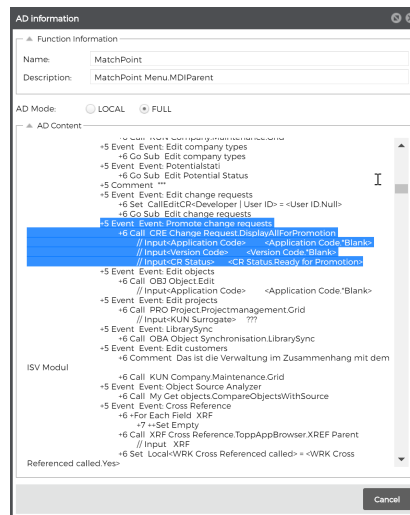 AD information
Function Information
Name: MatchPoint
Description: MatchPoint Menu.MDIParent
AD Mode: LOCAL FULL
AD Content
+6 Call KUN Company.Maintenance.Grid
+5 Event Event: Edit company types
+6 Go Sub Edit company types
+5 Event Event: Potentialstati
+6 Go Sub Edit Potential Status
+5 Comment ***
+5 Event Event: Edit change requests
+6 Set CallEditCR<Developer | User ID> = <User ID.Null>
+6 Go Sub Edit change requests
+5 Event Event: Promote change requests
+6 Call CRE Change Request.DisplayAllForPromotion
// Input<Application Code> <Application Code.*Blank>
// Input<Version Code> <Version Code.*Blank>
// Input<CR Status> <CR Status.Ready for Promotion>
+5 Event Event: Edit objects
+6 Call OBJ Object.Edit
// Input<Application Code> <Application Code.*Blank>
+5 Event Event: Edit projects
+6 Call PRO Project.Projectmanagement.Grid
// Input<KUN Surrogate> ???
+5 Event Event: LibrarySync
+6 Call OBA Object Synchronisation.LibrarySync
+5 Event Event: Edit customers
+6 Comment Das ist die Verwaltung im Zusammenhang mit dem
ISV Modul
+6 Call KUN Company.Maintenance.Grid
+5 Event Event: Object Source Analyzer
+6 Call My Get objects.CompareObjectsWithSource
+5 Event Event: Cross Reference
+6 +For Each Field XRF
+7 ++Set Empty
+6 Call XRF Cross Reference.ToppAppBrowser.XREF Parent
// Input XRF
+6 Set Local<WRK Cross Referenced called> = <WRK Cross
Referenced called.Yes>
Cancel